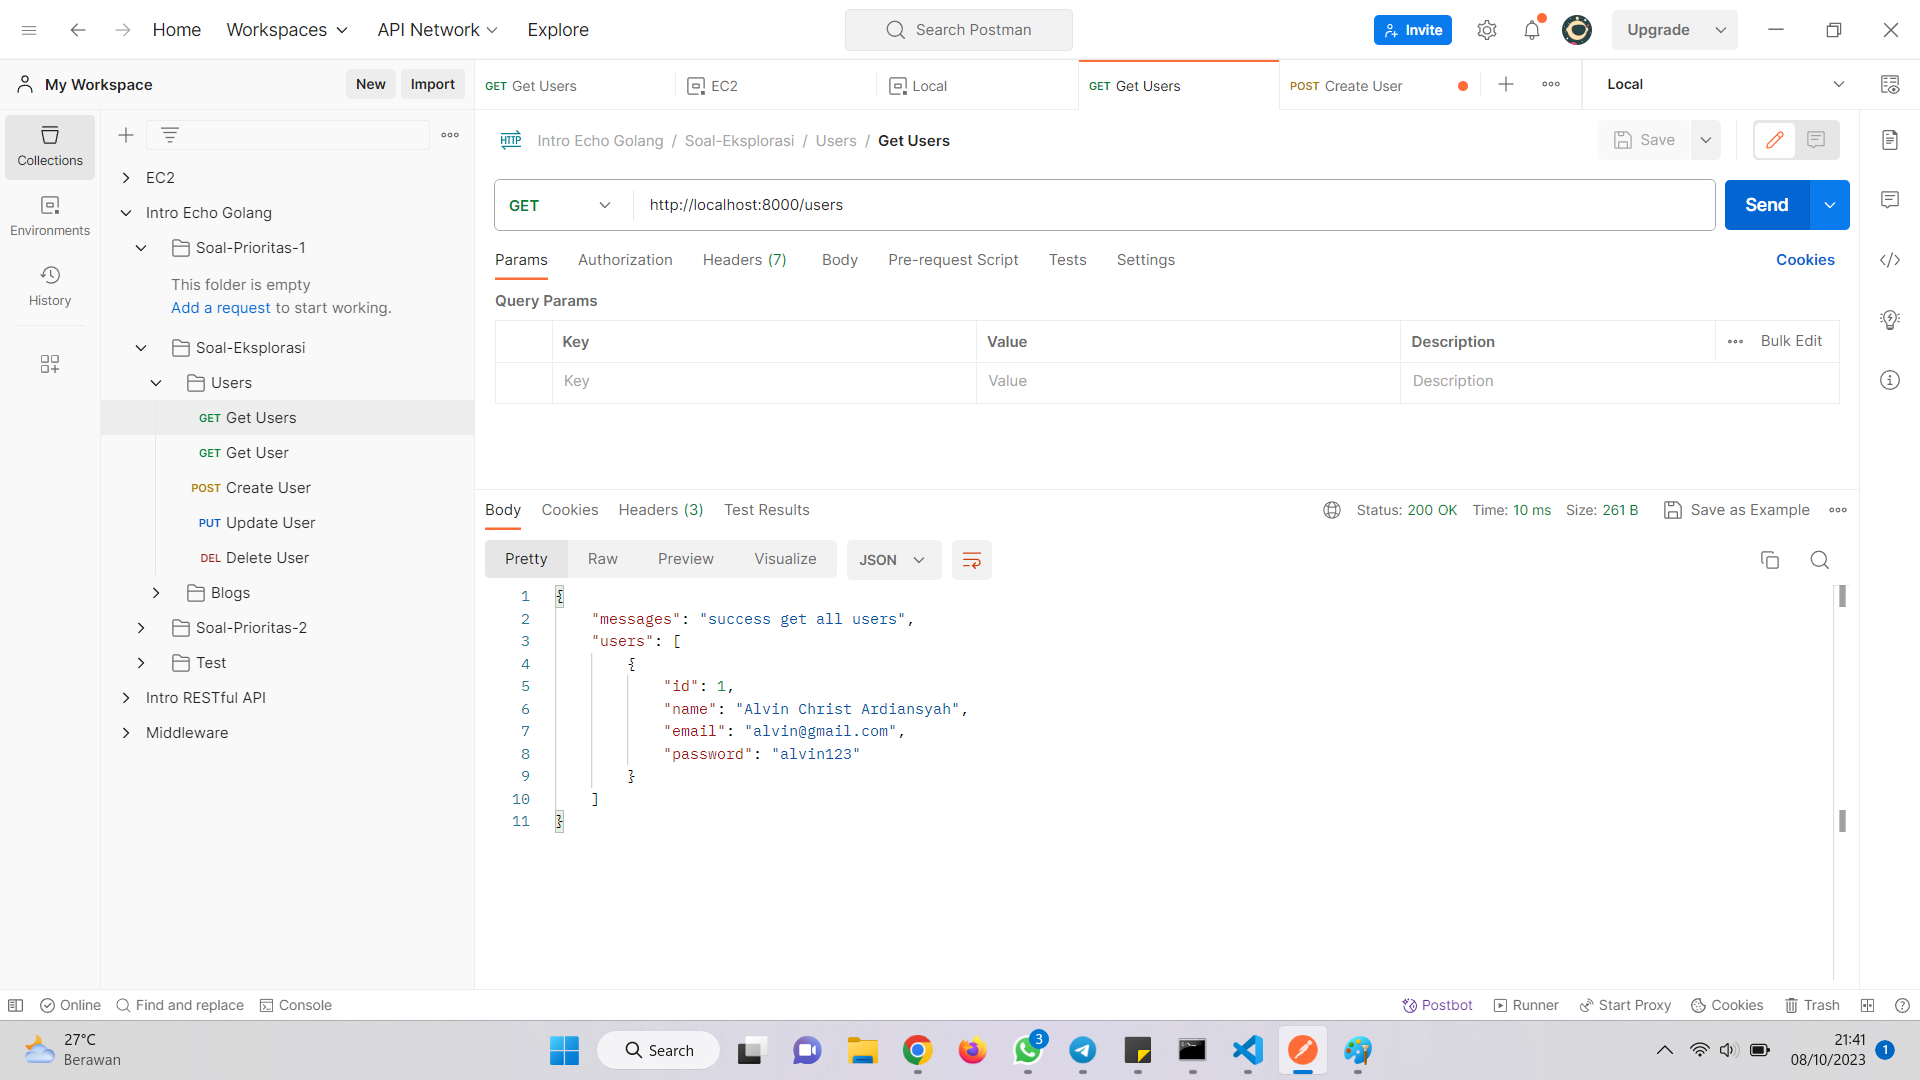 Home Workspaces API Network Explore Search Postman Invite Upgrade
My Workspace New Import GET Get Users EC2 Local GET Get Users POST Create User Local
Collections
Environments
History
EC2
Intro Echo Golang
Soal-Prioritas-1
This folder is empty
Add a request to start working.
Soal-Eksplorasi
Users
GET Get Users
GET Get User
POST Create User
PUT Update User
DEL Delete User
Blogs
Soal-Prioritas-2
Test
Intro RESTful API
Middleware
HTTP Intro Echo Golang / Soal-Eksplorasi / Users / Get Users Save
GET http://localhost:8000/users Send
Params Authorization Headers (7) Body Pre-request Script Tests Settings Cookies
Query Params
Key Value Description Bulk Edit
Key Value Description
Body Cookies Headers (3) Test Results Status: 200 OK Time: 10 ms Size: 261 B Save as Example
Pretty Raw Preview Visualize JSON
1 {
2 "messages": "success get all users",
3 "users": [
4 {
5 "id": 1,
6 "name": "Alvin Christ Ardiansyah",
7 "email": "alvin@gmail.com",
8 "password": "alvin123"
9 }
10 ]
11 }
Online Find and replace Console Postbot Runner Start Proxy Cookies Trash
27°C
Berawan
Search
3
21:41
08/10/2023
1